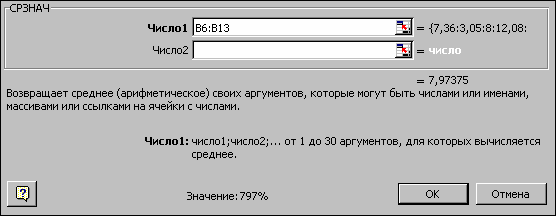 СРЗНАЧ
Число1 B6:B13 = {7,36:3,05:8:12,08:
Число2 = число
= 7,97375
Возвращает среднее (арифметическое) своих аргументов, которые могут быть числами или именами,
массивами или ссылками на ячейки с числами.
Число1: число1;число2;... от 1 до 30 аргументов, для которых вычисляется
среднее.
? Значение:797% ОК Отмена